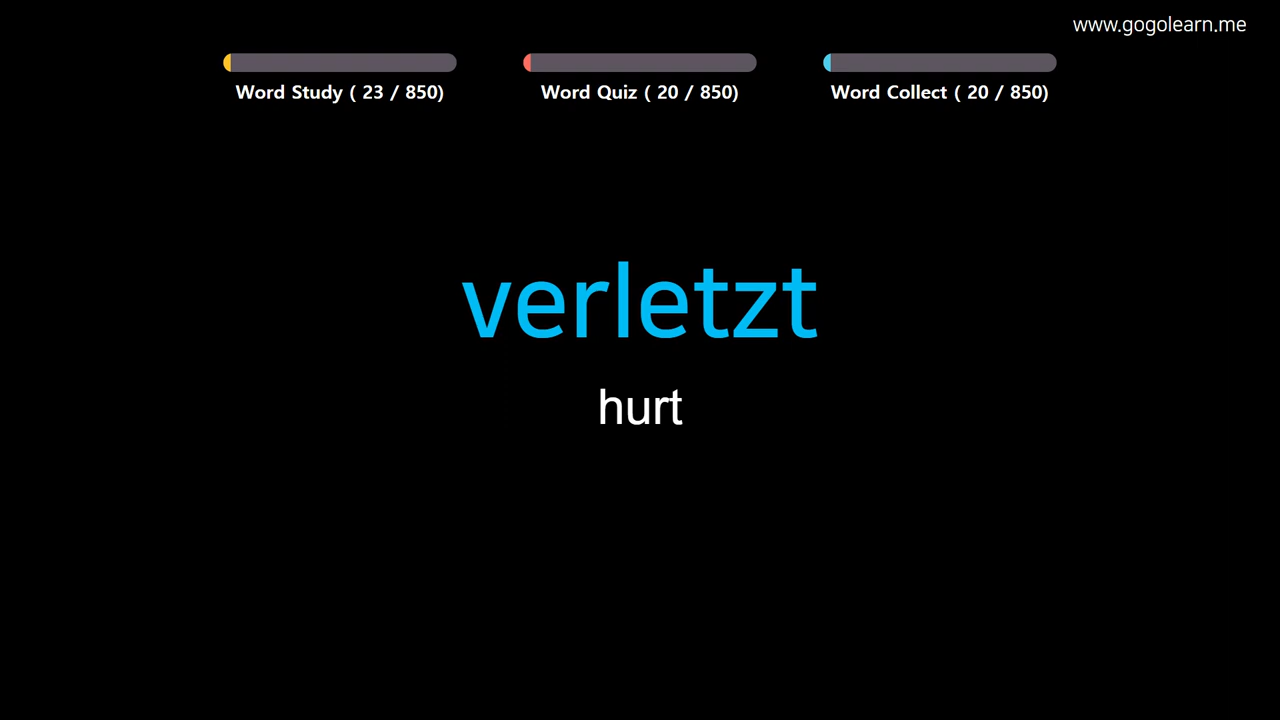 www.gogolearn.me
Word Study ( 23 / 850)
Word Quiz ( 20 / 850)
Word Collect ( 20 / 850)
verletzt
hurt